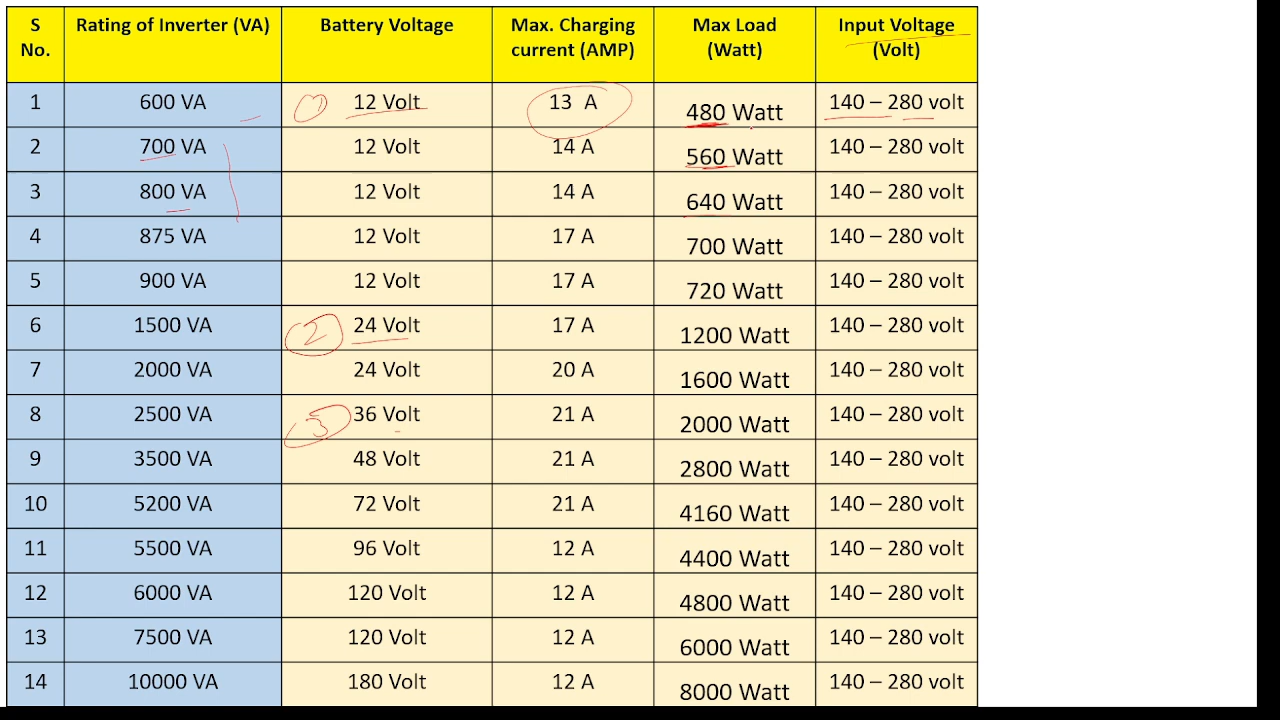 S No. Rating of Inverter (VA) Battery Voltage Max. Charging current (AMP) Max Load (Watt) Input Voltage (Volt)
1 600 VA 1 12 Volt 13 A 480 Watt 140 – 280 volt
2 700 VA 12 Volt 14 A 560 Watt 140 – 280 volt
3 800 VA 12 Volt 14 A 640 Watt 140 – 280 volt
4 875 VA 12 Volt 17 A 700 Watt 140 – 280 volt
5 900 VA 12 Volt 17 A 720 Watt 140 – 280 volt
6 1500 VA 2 24 Volt 17 A 1200 Watt 140 – 280 volt
7 2000 VA 24 Volt 20 A 1600 Watt 140 – 280 volt
8 2500 VA 3 36 Volt 21 A 2000 Watt 140 – 280 volt
9 3500 VA 48 Volt 21 A 2800 Watt 140 – 280 volt
10 5200 VA 72 Volt 21 A 4160 Watt 140 – 280 volt
11 5500 VA 96 Volt 12 A 4400 Watt 140 – 280 volt
12 6000 VA 120 Volt 12 A 4800 Watt 140 – 280 volt
13 7500 VA 120 Volt 12 A 6000 Watt 140 – 280 volt
14 10000 VA 180 Volt 12 A 8000 Watt 140 – 280 volt